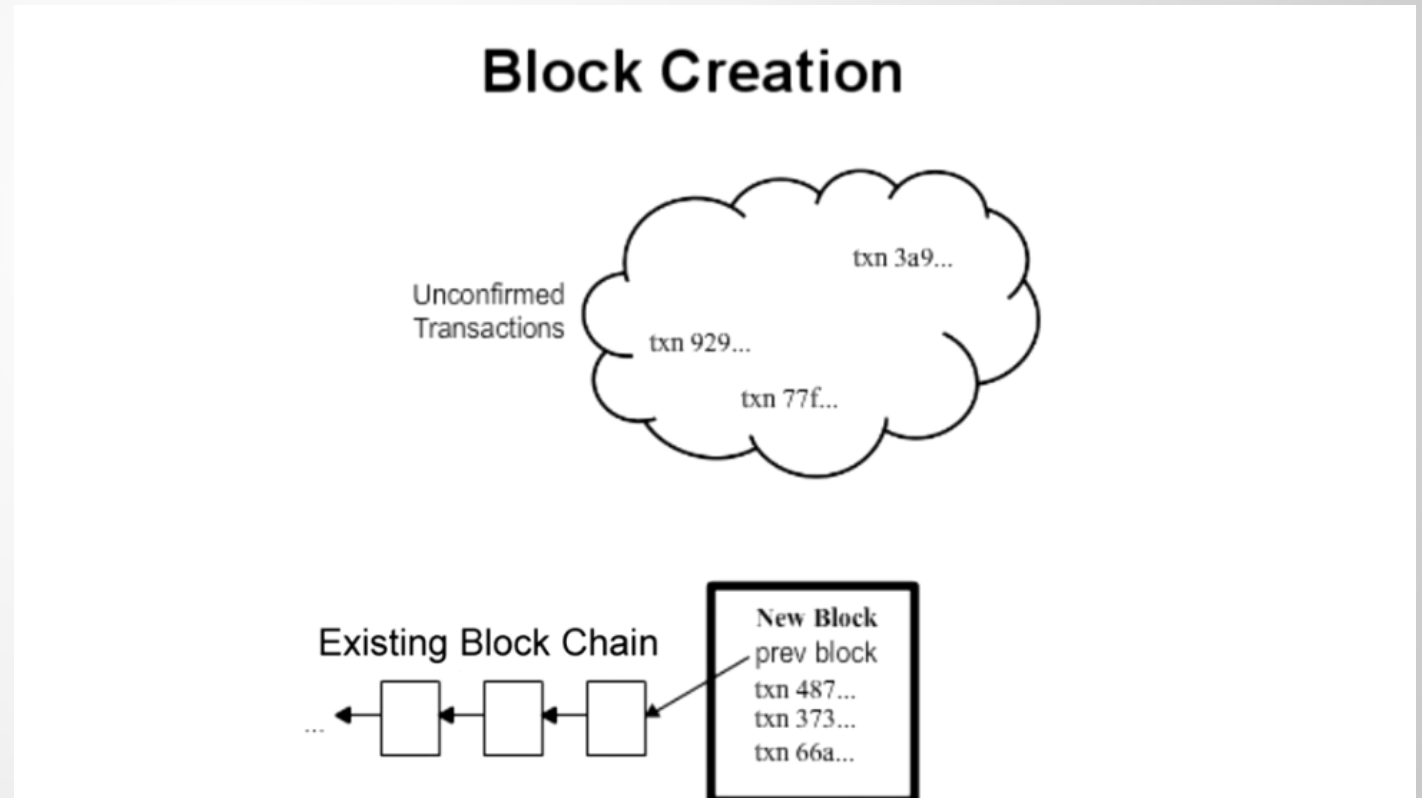 Block Creation
txn 3a9...
Unconfirmed
Transactions
txn 929...
txn 77f...
Existing Block Chain
...
New Block
prev block
txn 487...
txn 373...
txn 66a...